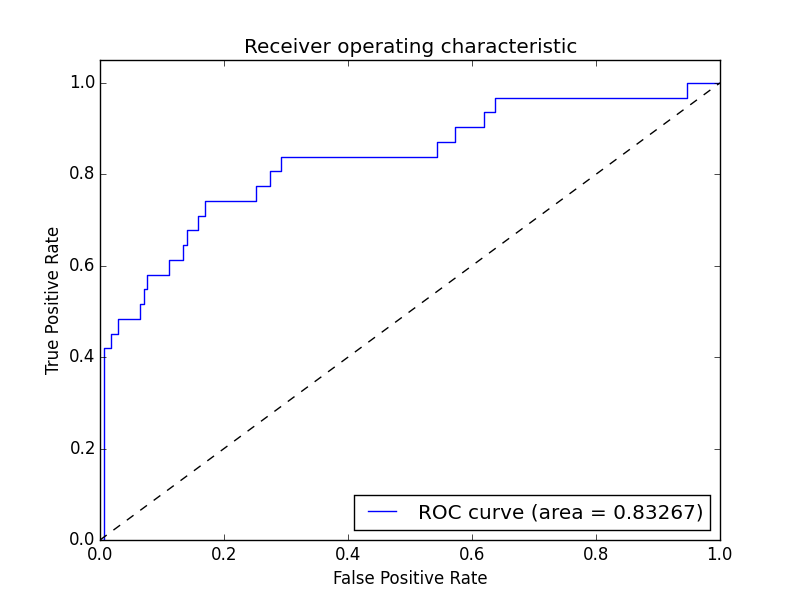 Receiver operating characteristic
1.0
0.8
0.6
0.4
0.2
0.0
True Positive Rate
ROC curve (area = 0.83267)
0.0 0.2 0.4 0.6 0.8 1.0
False Positive Rate